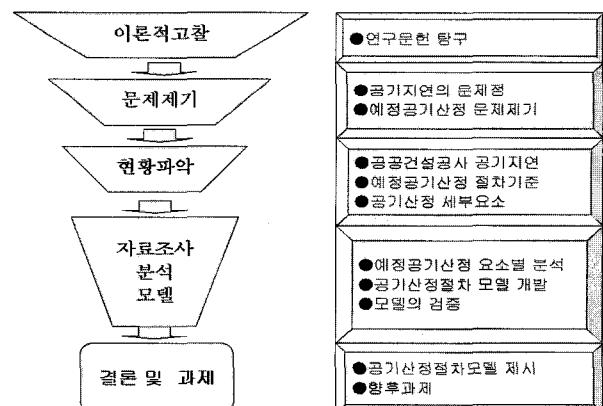 이론적고찰
●연구문헌 탐구
문제제기
●공기지연의 문제점
●예정공기산정 문제제기
현황파악
●공공건설공사 공기지연
●예정공기산정 절차기준
●공기산정 세부요소
자료조사
분석
모델
●예정공기산정 요소별 분석
●공기산정절차 모델 개발
●모델의 검증
결론 및 과제
●공기산정절차모델 제시
●향후과제